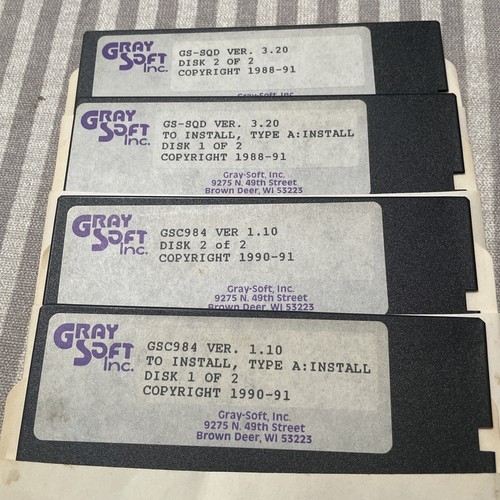 GRAY
SOFT
Inc.
GS-SQD VER. 3.20
DISK 2 OF 2
COPYRIGHT 1988-91
Gray-Soft, Inc.
GRAY
SOFT
Inc.
GS-SQD VER. 3.20
TO INSTALL, TYPE A:INSTALL
DISK 1 OF 2
COPYRIGHT 1988-91
Gray-Soft, Inc.
9275 N. 49th Street
Brown Deer, WI 53223
GRAY
SOFT
Inc.
GSC984 VER 1.10
DISK 2 of 2
COPYRIGHT 1990-91
Gray-Soft, Inc.
9275 N. 49th Street
Brown Deer, WI 53223
GRAY
SOFT
Inc.
GSC984 VER. 1.10
TO INSTALL, TYPE A:INSTALL
DISK 1 OF 2
COPYRIGHT 1990-91
Gray-Soft, Inc.
9275 N. 49th Street
Brown Deer, WI 53223